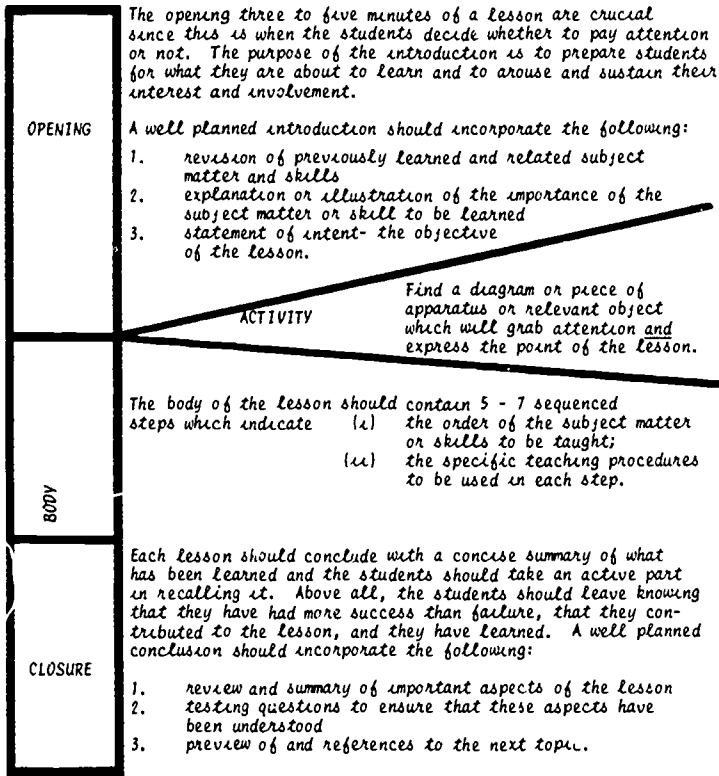 The opening three to five minutes of a lesson are crucial
since this is when the students decide whether to pay attention
or not. The purpose of the introduction is to prepare students
for what they are about to learn and to arouse and sustain their
interest and involvement.
OPENING
A well planned introduction should incorporate the following:
1. revision of previously learned and related subject
matter and skills
2. explanation or illustration of the importance of the
subject matter or skill to be learned
3. statement of intent- the objective
of the lesson.
ACTIVITY
Find a diagram or piece of
apparatus or relevant object
which will grab attention and
express the point of the lesson.
BODY
The body of the lesson should contain 5 - 7 sequenced
steps which indicate (i) the order of the subject matter
or skills to be taught;
(ii) the specific teaching procedures
to be used in each step.
CLOSURE
Each lesson should conclude with a concise summary of what
has been learned and the students should take an active part
in recalling it. Above all, the students should leave knowing
that they have had more success than failure, that they con-
tributed to the lesson, and they have learned. A well planned
conclusion should incorporate the following:
1. review and summary of important aspects of the lesson
2. testing questions to ensure that these aspects have
been understood
3. preview of and references to the next topic.